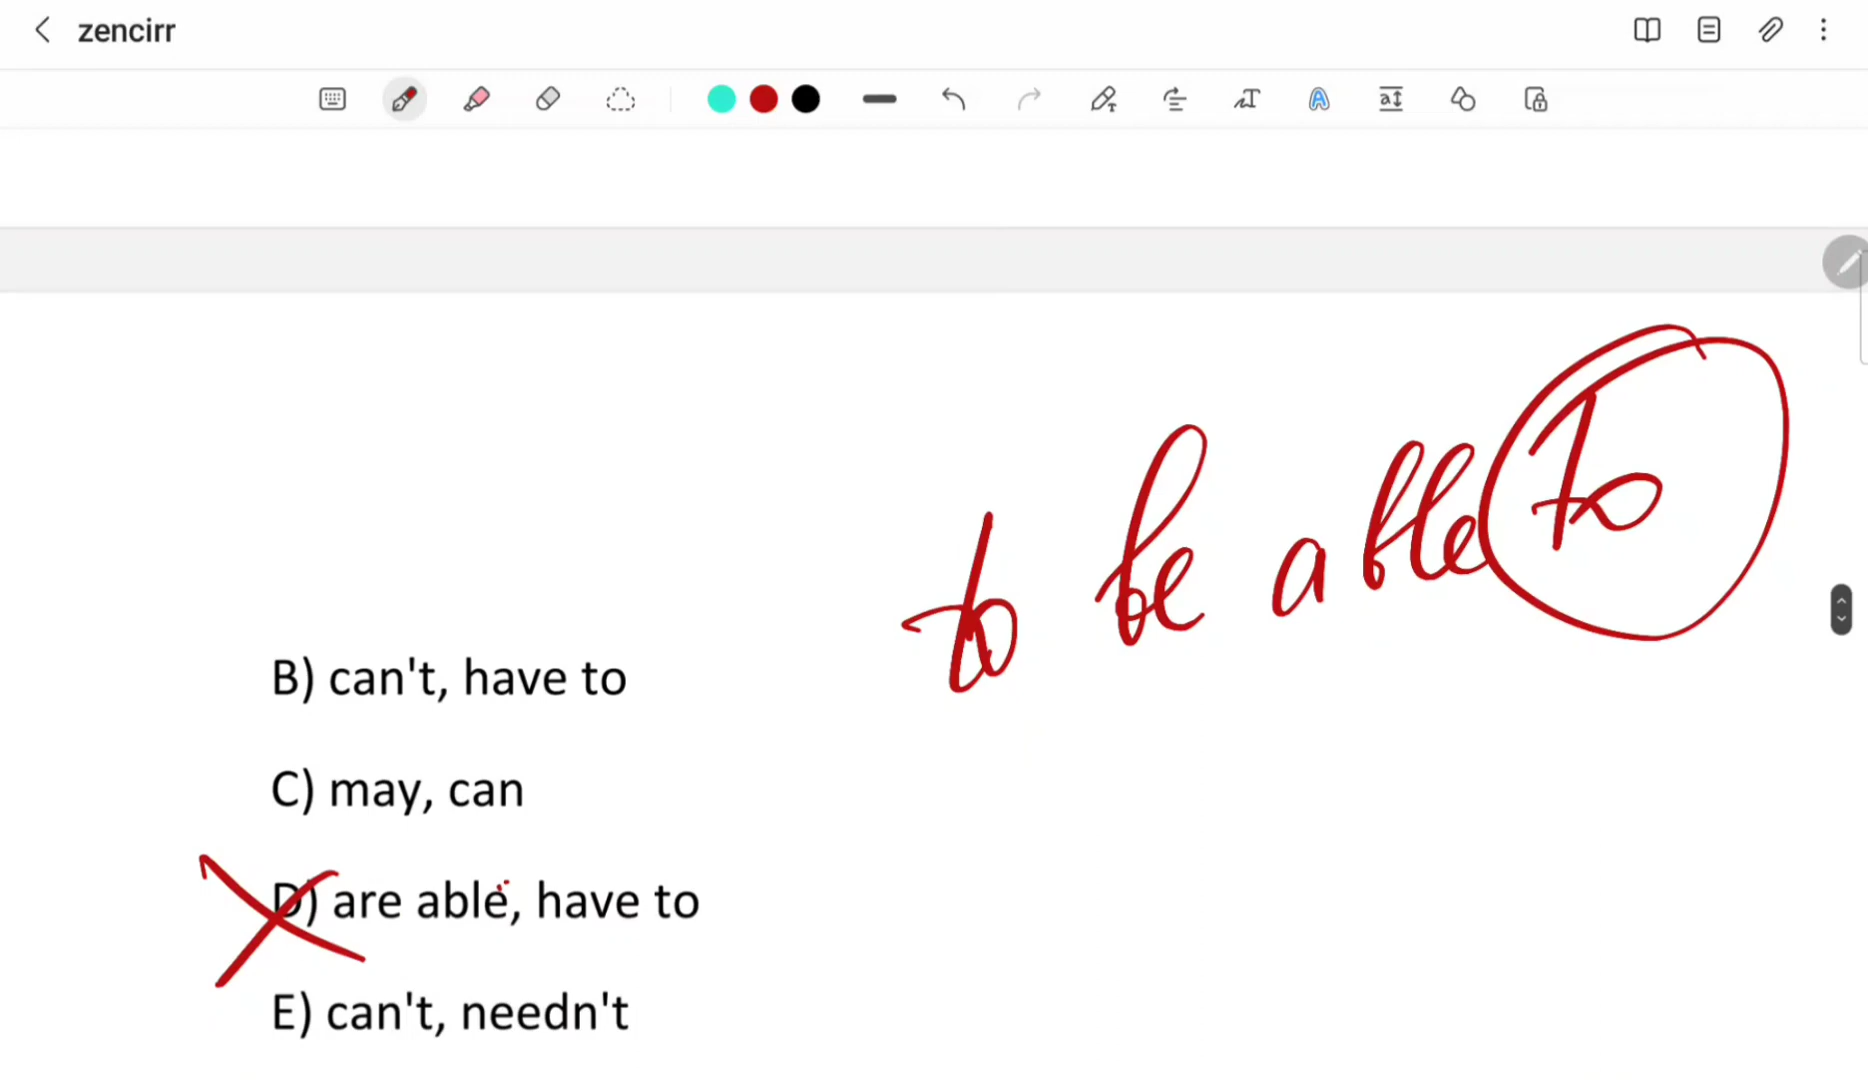 zencirr
to be able to
B) can't, have to
C) may, can
D) are able, have to
E) can't, needn't